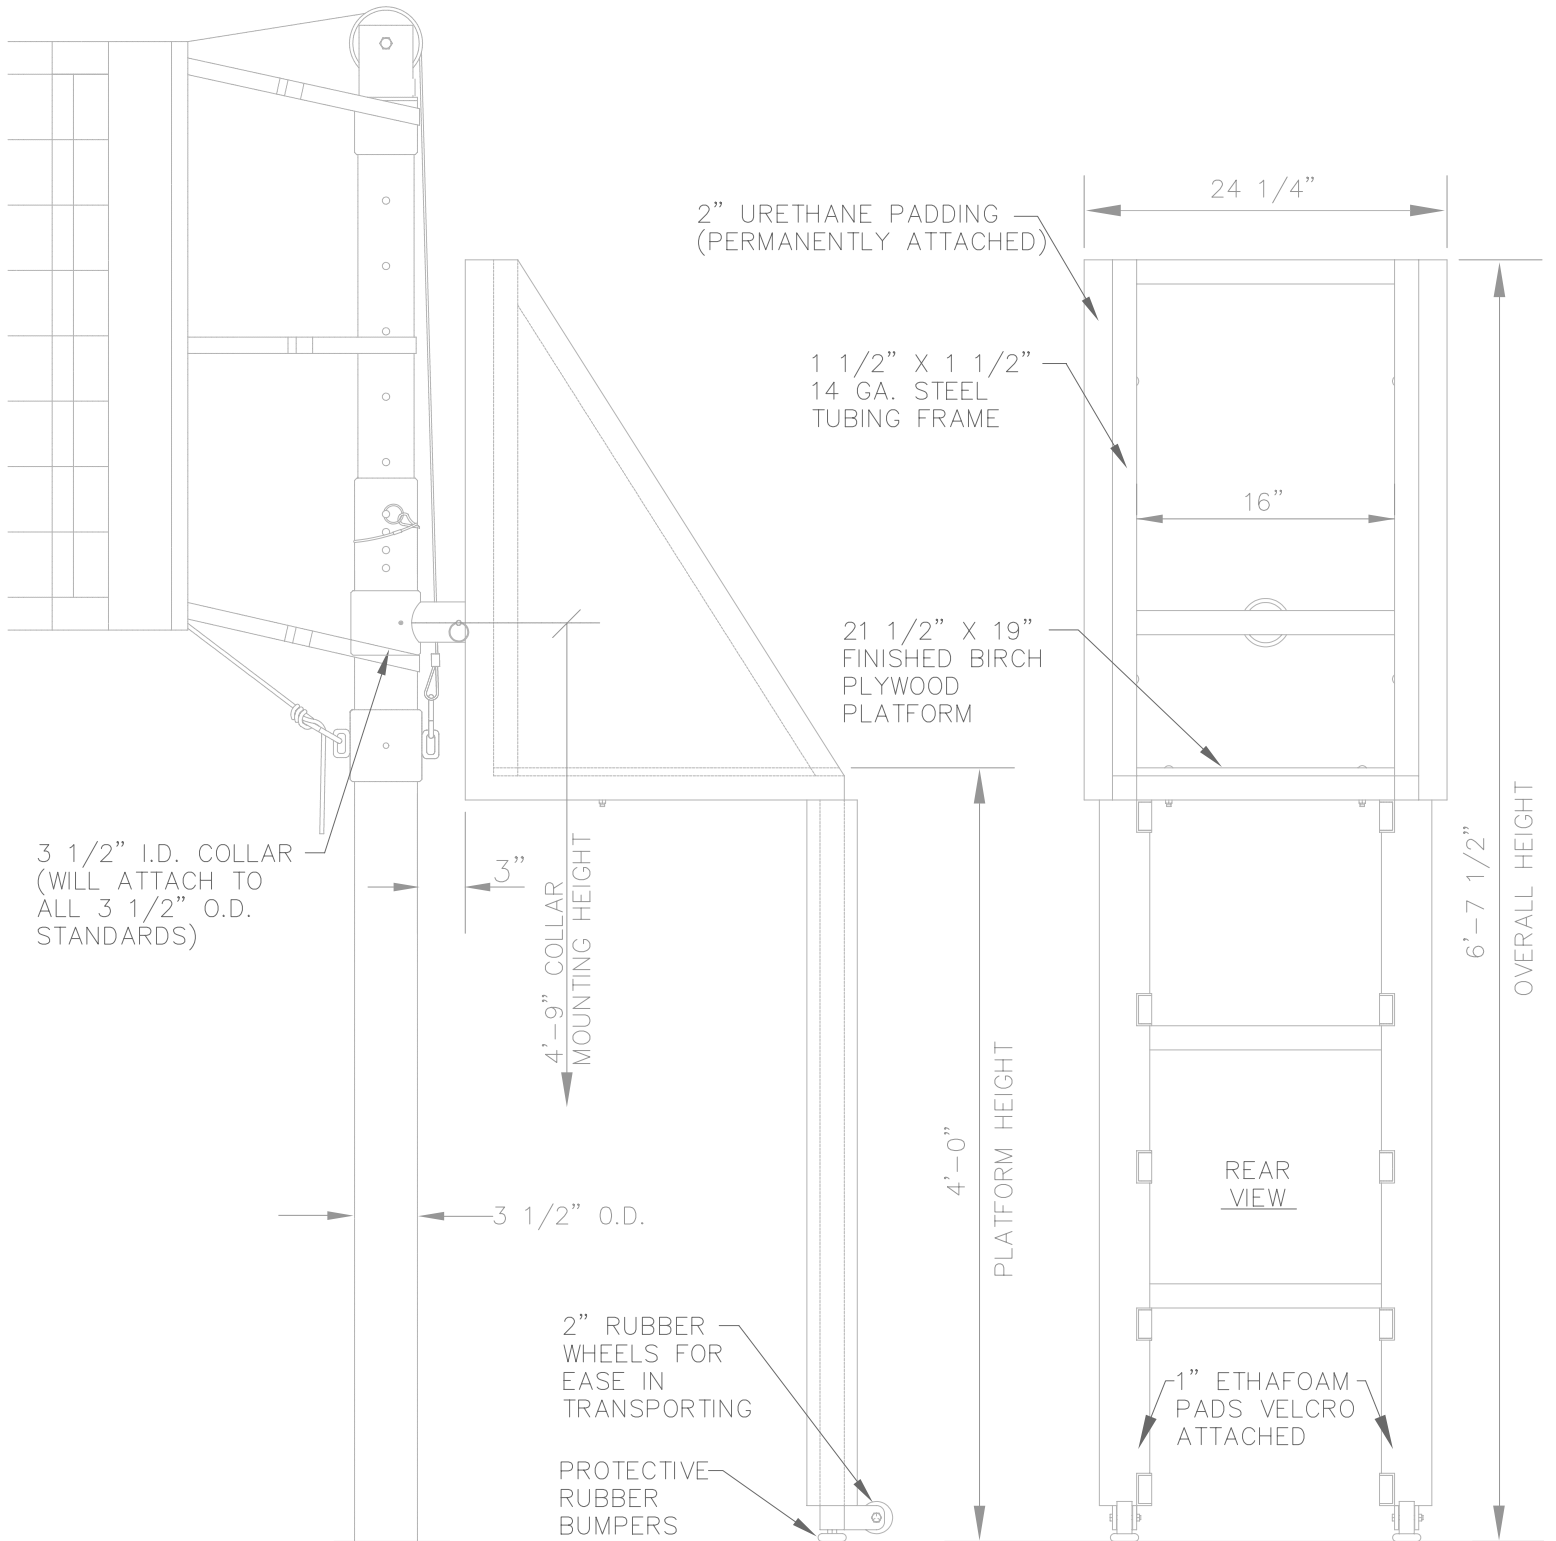 24 1/4”
2” URETHANE PADDING
(PERMANENTLY ATTACHED)
1 1/2” X 1 1/2”
14 GA. STEEL
TUBING FRAME
16”
21 1/2” X 19”
FINISHED BIRCH
PLYWOOD
PLATFORM
3 1/2” I.D. COLLAR
(WILL ATTACH TO
ALL 3 1/2” O.D.
STANDARDS)
3”
4'-9” COLLAR
MOUNTING HEIGHT
6'-7 1/2”
OVERALL HEIGHT
4'-0”
PLATFORM HEIGHT
REAR
VIEW
3 1/2” O.D.
2” RUBBER
WHEELS FOR
EASE IN
TRANSPORTING
1” ETHAFOAM
PADS VELCRO
ATTACHED
PROTECTIVE
RUBBER
BUMPERS